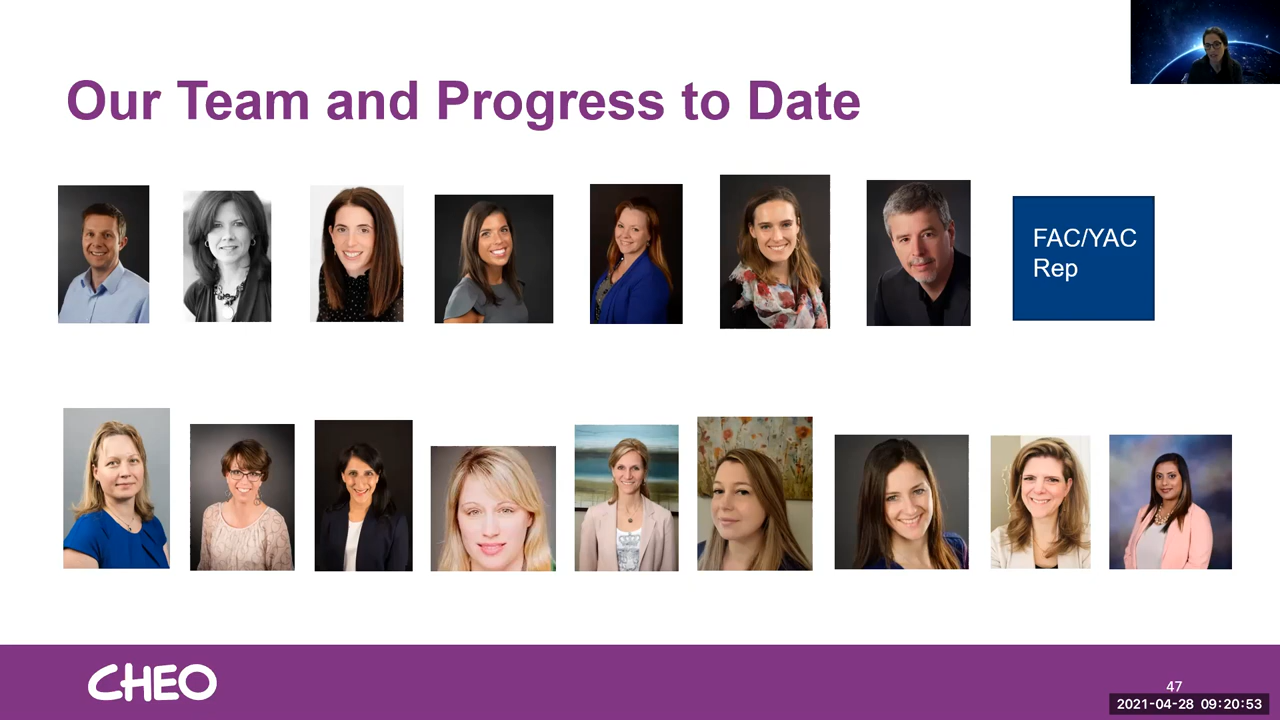 Our Team and Progress to Date
FAC/YAC
Rep
CHEO
47
2021-04-28 09:20:53